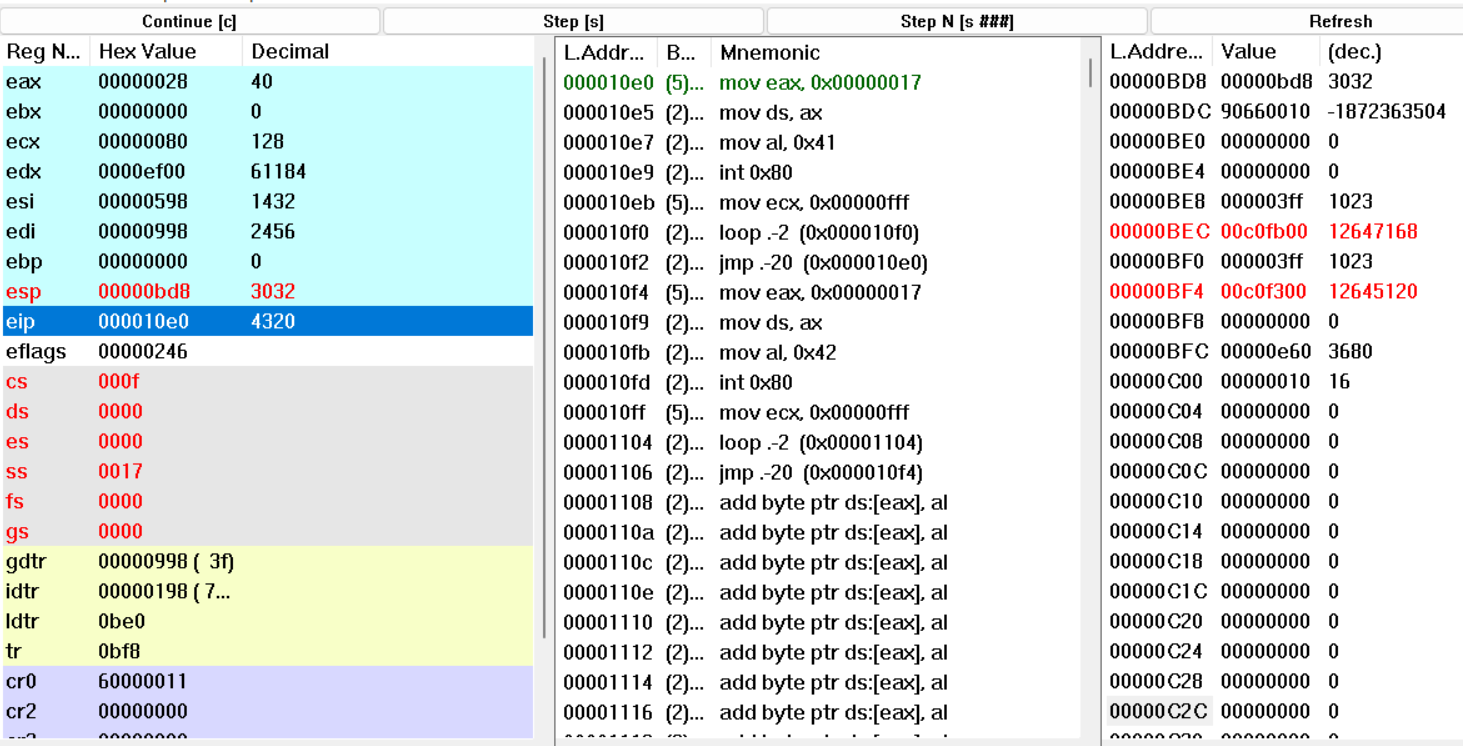 Continue [c] Step [s] Step N [s ###] Refresh
Reg N... Hex Value Decimal
eax 00000028 40
ebx 00000000 0
ecx 00000080 128
edx 0000ef00 61184
esi 00000598 1432
edi 00000998 2456
ebp 00000000 0
esp 00000bd8 3032
eip 000010e0 4320
eflags 00000246
cs 000f
ds 0000
es 0000
ss 0017
fs 0000
gs 0000
gdtr 00000998 ( 3f)
idtr 00000198 ( 7...
ldtr 0be0
tr 0bf8
cr0 60000011
cr2 00000000
L.Addr... B... Mnemonic
000010e0 (5)... mov eax, 0x00000017
000010e5 (2)... mov ds, ax
000010e7 (2)... mov al, 0x41
000010e9 (2)... int 0x80
000010eb (5)... mov ecx, 0x00000fff
000010f0 (2)... loop .-2 (0x000010f0)
000010f2 (2)... jmp .-20 (0x000010e0)
000010f4 (5)... mov eax, 0x00000017
000010f9 (2)... mov ds, ax
000010fb (2)... mov al, 0x42
000010fd (2)... int 0x80
000010ff (5)... mov ecx, 0x00000fff
00001104 (2)... loop .-2 (0x00001104)
00001106 (2)... jmp .-20 (0x000010f4)
00001108 (2)... add byte ptr ds:[eax], al
0000110a (2)... add byte ptr ds:[eax], al
0000110c (2)... add byte ptr ds:[eax], al
0000110e (2)... add byte ptr ds:[eax], al
00001110 (2)... add byte ptr ds:[eax], al
00001112 (2)... add byte ptr ds:[eax], al
00001114 (2)... add byte ptr ds:[eax], al
00001116 (2)... add byte ptr ds:[eax], al
L.Addre... Value (dec.)
00000BD8 00000bd8 3032
00000BDC 90660010 -1872363504
00000BE0 00000000 0
00000BE4 00000000 0
00000BE8 000003ff 1023
00000BEC 00c0fb00 12647168
00000BF0 000003ff 1023
00000BF4 00c0f300 12645120
00000BF8 00000000 0
00000BFC 00000e60 3680
00000C00 00000010 16
00000C04 00000000 0
00000C08 00000000 0
00000C0C 00000000 0
00000C10 00000000 0
00000C14 00000000 0
00000C18 00000000 0
00000C1C 00000000 0
00000C20 00000000 0
00000C24 00000000 0
00000C28 00000000 0
00000C2C 00000000 0